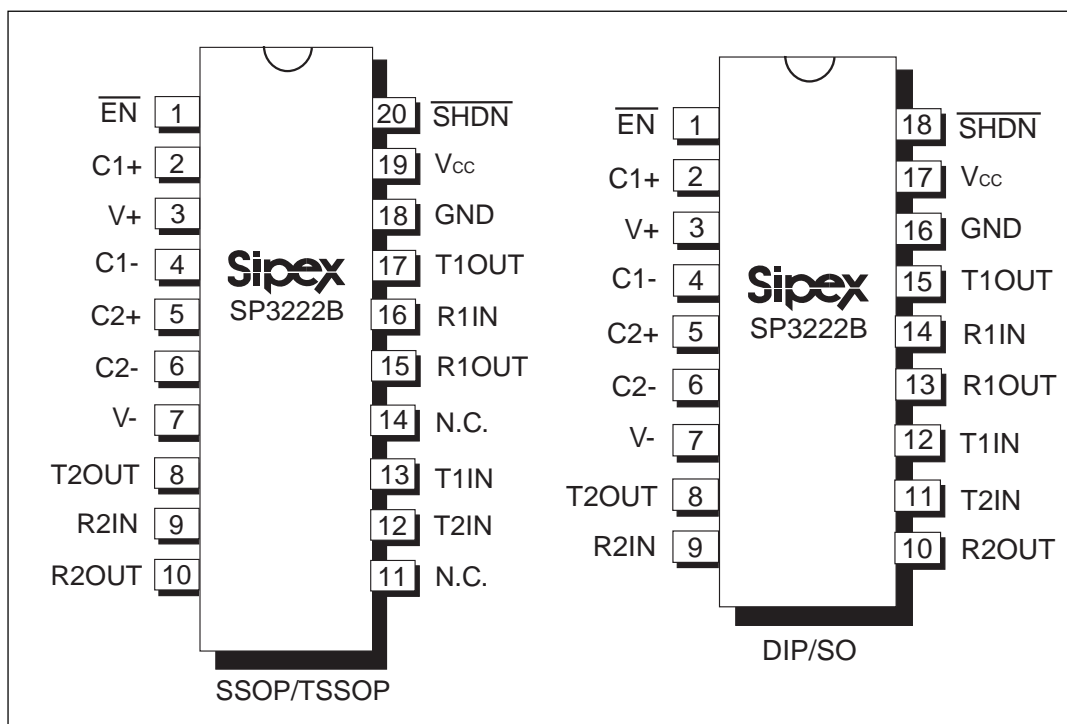 EN 1 20 SHDN
C1+ 2 19 VCC
V+ 3 18 GND
C1- 4 17 T1OUT
C2+ 5 16 R1IN
C2- 6 15 R1OUT
V- 7 14 N.C.
T2OUT 8 13 T1IN
R2IN 9 12 T2IN
R2OUT 10 11 N.C.
Sipex
SP3222B
SSOP/TSSOP
EN 1 18 SHDN
C1+ 2 17 VCC
V+ 3 16 GND
C1- 4 15 T1OUT
C2+ 5 14 R1IN
C2- 6 13 R1OUT
V- 7 12 T1IN
T2OUT 8 11 T2IN
R2IN 9 10 R2OUT
Sipex
SP3222B
DIP/SO